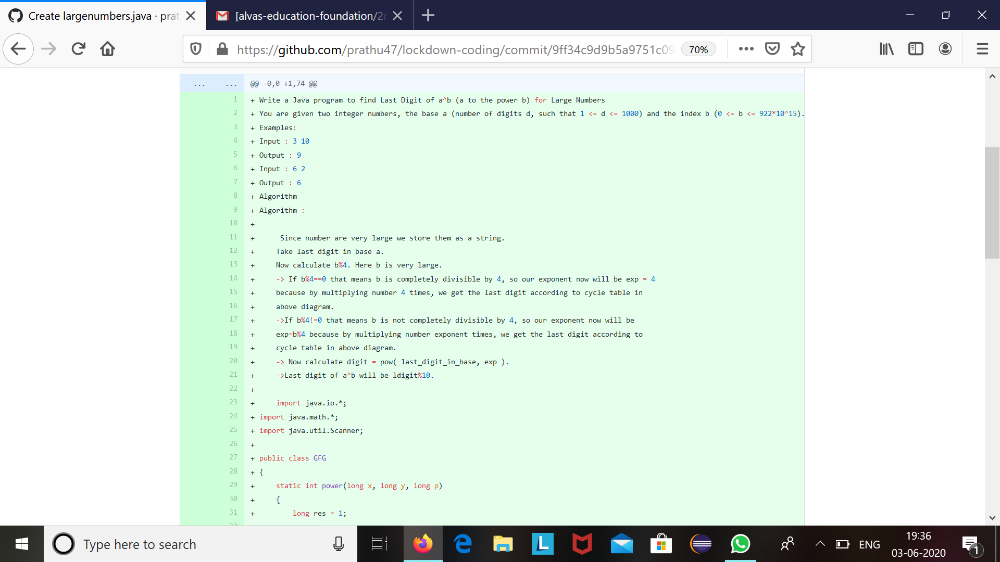 Create largenumbers.java · prat
[alvas-education-foundation/2r
https://github.com/prathu47/lockdown-coding/commit/9ff34c9d9b5a9751c09
70%
... ... @@ -0,0 +1,74 @@
1 + Write a Java program to find Last Digit of a^b (a to the power b) for Large Numbers
2 + You are given two integer numbers, the base a (number of digits d, such that 1 <= d <= 1000) and the index b (0 <= b <= 922*10^15).
3 + Examples:
4 + Input : 3 10
5 + Output : 9
6 + Input : 6 2
7 + Output : 6
8 + Algorithm
9 + Algorithm :
10 +
11 + Since number are very large we store them as a string.
12 + Take last digit in base a.
13 + Now calculate b%4. Here b is very large.
14 + -> If b%4==0 that means b is completely divisible by 4, so our exponent now will be exp = 4
15 + because by multiplying number 4 times, we get the last digit according to cycle table in
16 + above diagram.
17 + ->If b%4!=0 that means b is not completely divisible by 4, so our exponent now will be
18 + exp=b%4 because by multiplying number exponent times, we get the last digit according to
19 + cycle table in above diagram.
20 + -> Now calculate digit = pow( last_digit_in_base, exp ).
21 + ->Last digit of a^b will be ldigit%10.
22 +
23 + import java.io.*;
24 + import java.math.*;
25 + import java.util.Scanner;
26 +
27 + public class GFG
28 + {
29 + static int power(long x, long y, long p)
30 + {
31 + long res = 1;
Type here to search
L
ENG
19:36
03-06-2020
1